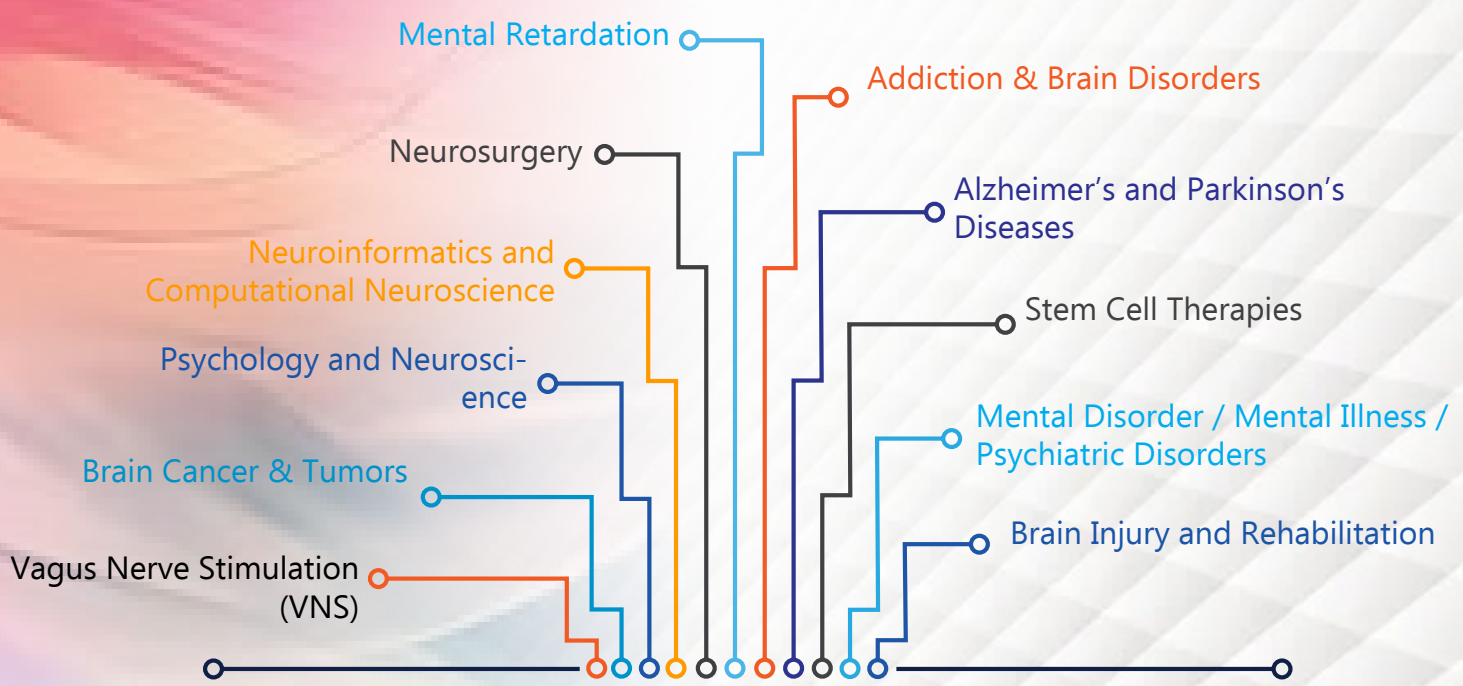 Mental Retardation
Addiction & Brain Disorders
Neurosurgery
Alzheimer’s and Parkinson’s
Diseases
Neuroinformatics and
Computational Neuroscience
Stem Cell Therapies
Psychology and Neurosci-
ence
Mental Disorder / Mental Illness /
Psychiatric Disorders
Brain Cancer & Tumors
Brain Injury and Rehabilitation
Vagus Nerve Stimulation
(VNS)